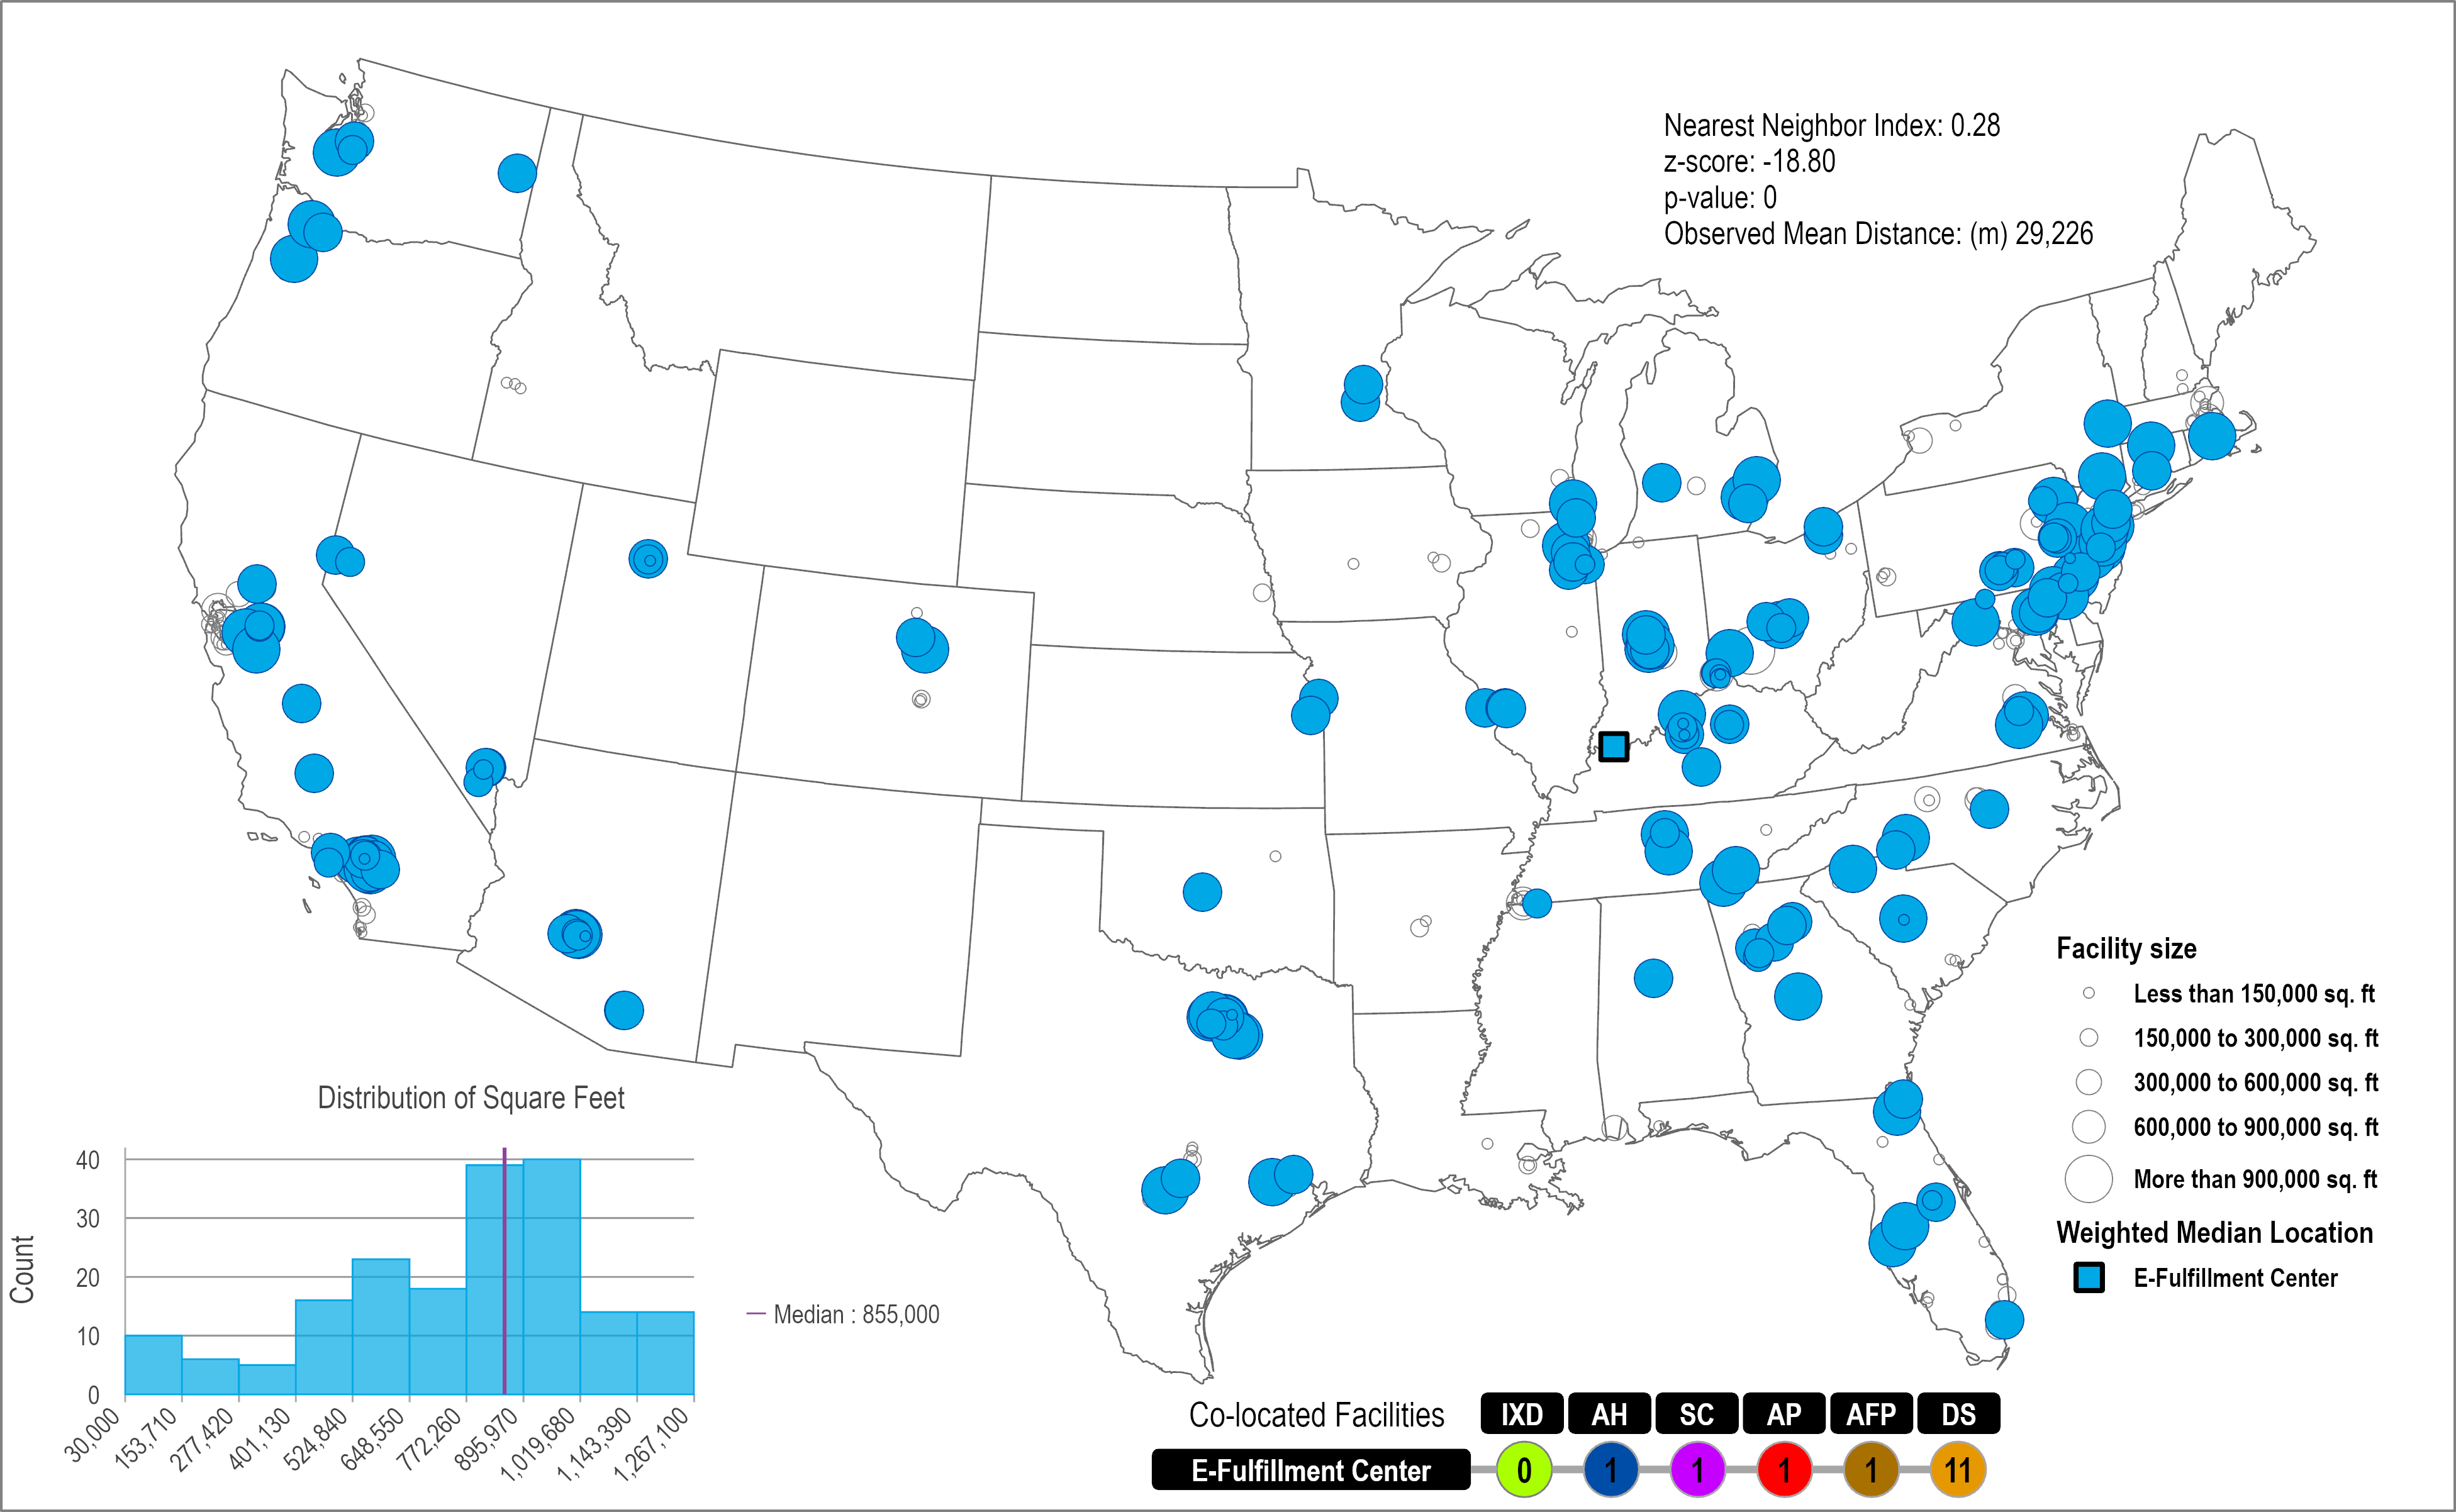 Nearest Neighbor Index: 0.28
z-score: -18.80
p-value: 0
Observed Mean Distance: (m) 29,226
Facility size
Less than 150,000 sq. ft
150,000 to 300,000 sq. ft
300,000 to 600,000 sq. ft
600,000 to 900,000 sq. ft
More than 900,000 sq. ft
Weighted Median Location
E-Fulfillment Center
Distribution of Square Feet
Count
40
30
20
10
0
30,000
153,710
277,420
401,130
524,840
648,550
772,260
895,970
1,019,680
1,143,390
1,267,100
Median : 855,000
Co-located Facilities IXD AH SC AP AFP DS
E-Fulfillment Center 0 1 1 1 1 11